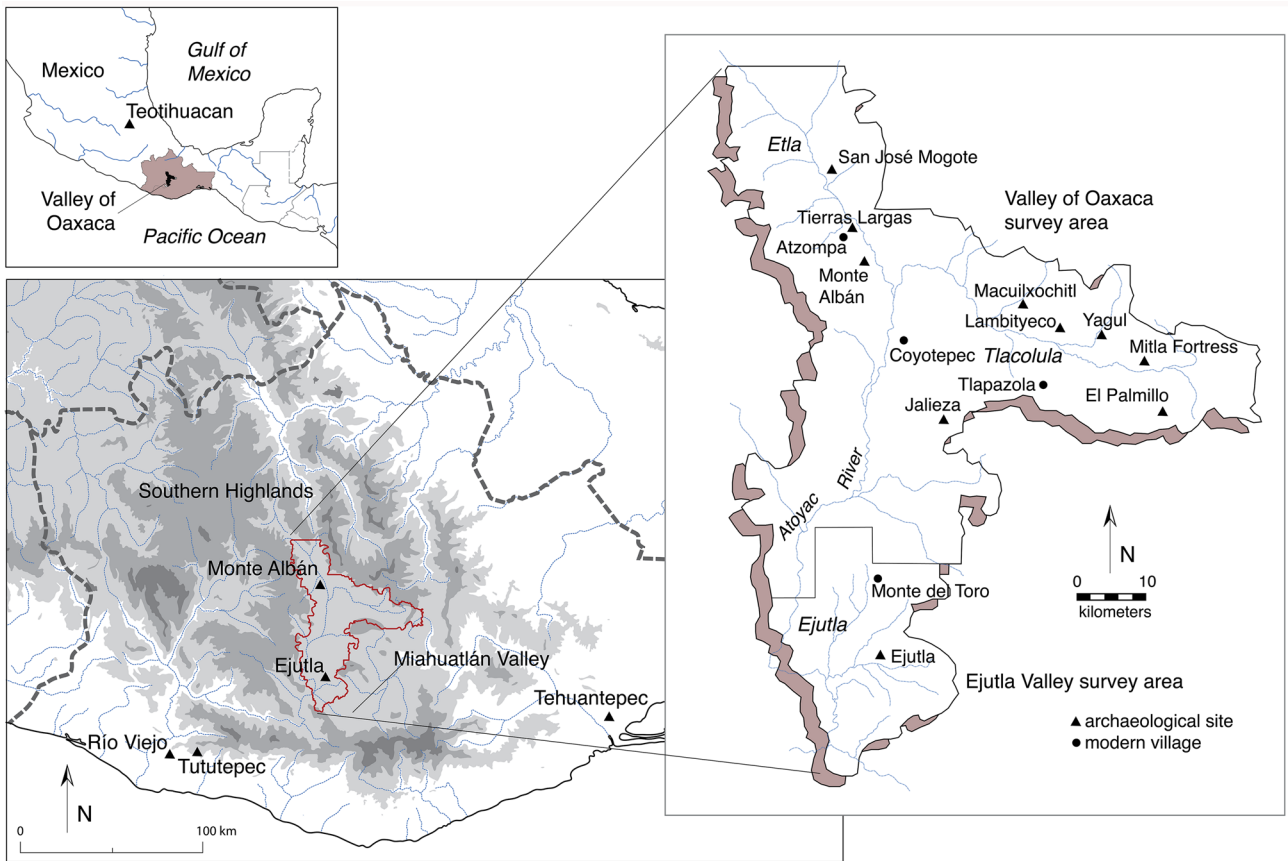 Mexico
Gulf of
Mexico
Teotihuacan
Valley of
Oaxaca
Pacific Ocean
Southern Highlands
Monte Albán
Ejutla
Miahuatlán Valley
Tehuantepec
Río Viejo
Tututepec
N
0
100 km
Etla
San José Mogote
Valley of Oaxaca
survey area
Tierras Largas
Atzompa
Monte
Albán
Macuilxochitl
Lambityeco
Yagul
Coyotepec
Tlacolula
Mitla Fortress
Tlapazola
El Palmillo
Jalieza
Atoyac River
N
0 10
kilometers
Monte del Toro
Ejutla
Ejutla
Ejutla Valley survey area
archaeological site
modern village